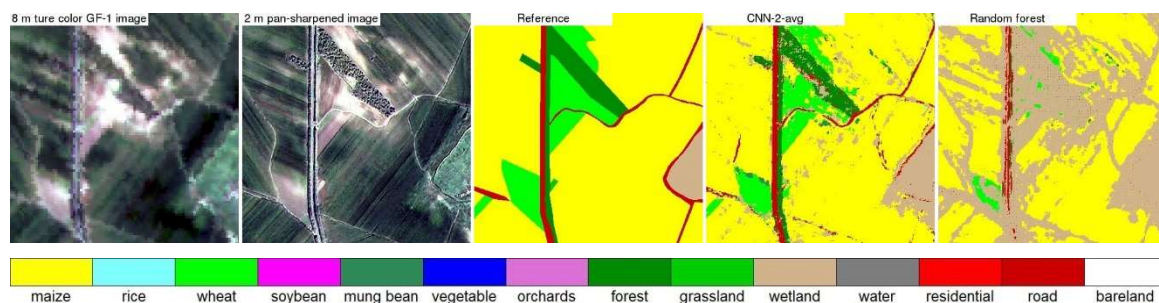 8 m ture color GF-1 image
2 m pan-sharpened image
Reference
CNN-2-avg
Random forest
maize
rice
wheat
soybean
mung bean
vegetable
orchards
forest
grassland
wetland
water
residential
road
bareland